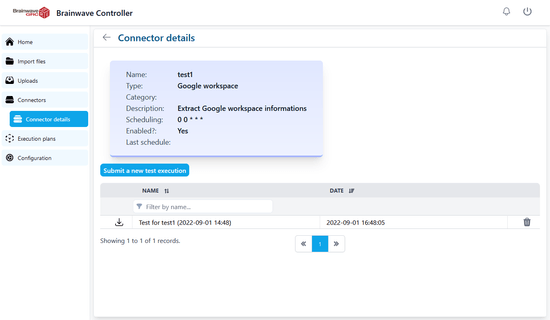 Brainwave GRC
Brainwave Controller
Home
Import files
Uploads
Connectors
Connector details
Execution plans
Configuration
Connector details
Name: test1
Type: Google workspace
Category:
Description: Extract Google workspace informations
Scheduling: 0 0 * * *
Enabled?: Yes
Last schedule:
Submit a new test execution
NAME DATE
Filter by name...
Test for test1 (2022-09-01 14:48) 2022-09-01 16:48:05
Showing 1 to 1 of 1 records.
« 1 »